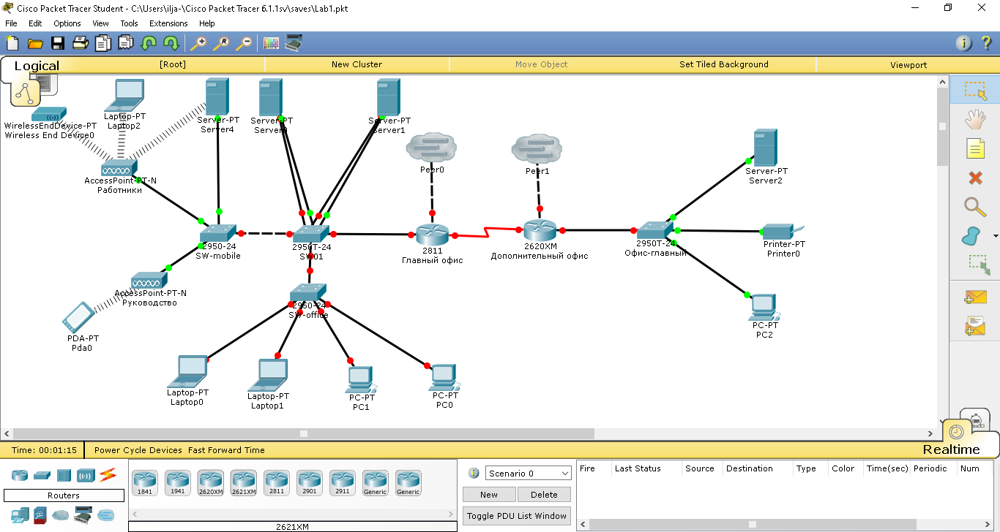 Cisco Packet Tracer Student - C:\Users\ilja-\Cisco Packet Tracer 6.1.1sv\saves\Lab1.pkt
File Edit Options View Tools Extensions Help
Logical [Root] New Cluster Move Object Set Tiled Background Viewport
WirelessEndDevice-PT
Wireless End Device0
Laptop-PT
Laptop2
Server-PT
Server4
Server-PT
Server-PT
Server1
Peer0
Peer1
Server-PT
Server2
AccessPoint-PT-N
Работники
2950-24
SW-mobile
2950T-24
SW01
2811
Главный офис
2620XM
Дополнительный офис
2950T-24
Офис-главный
Printer-PT
Printer0
AccessPoint-PT-N
Руководство
2950-24
SW-office
PDA-PT
Pda0
PC-PT
PC2
Laptop-PT
Laptop0
Laptop-PT
Laptop1
PC-PT
PC1
PC-PT
PC0
Time: 00:01:15 Power Cycle Devices Fast Forward Time Realtime
Routers
1841 1941 2620XM 2621XM 2811 2901 2911 Generic Generic
2621XM
Scenario 0
New Delete
Toggle PDU List Window
Fire Last Status Source Destination Type Color Time(sec) Periodic Num